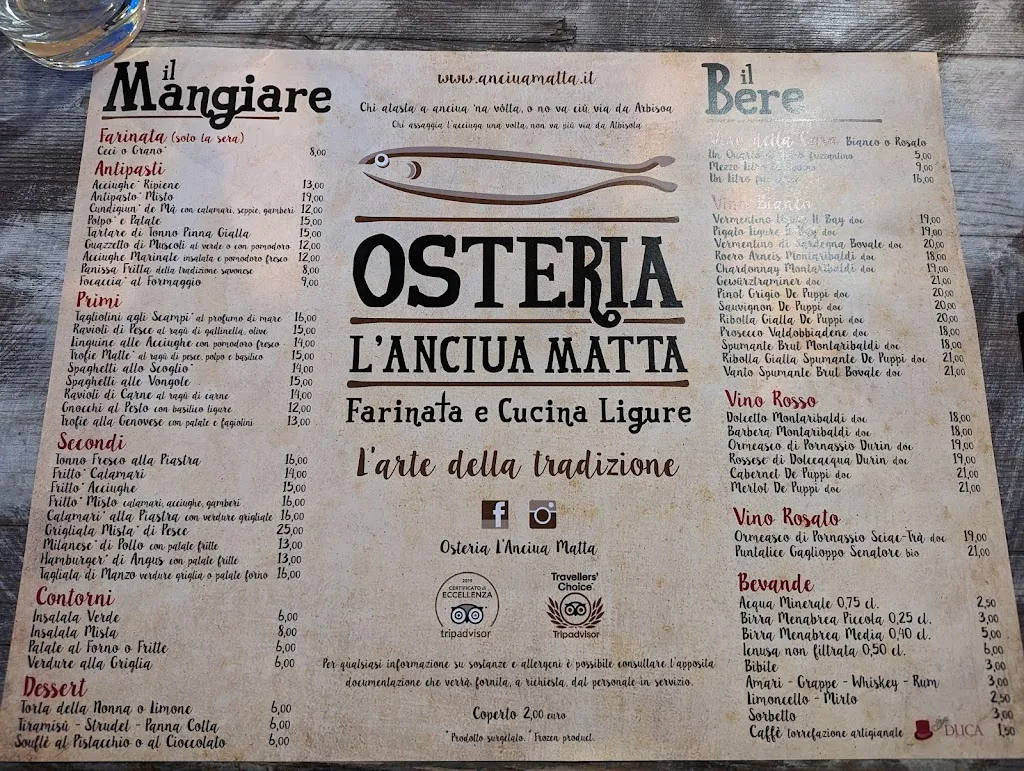 il
Mangiare
Farinata (solo la sera)
Ceci o Grano* 8,00
Antipasti
Acciughe* Ripiene 13,00
Antipasto* Misto 19,00
Cundigiun* de Mà con calamari, seppie, gamberi 12,00
Polpo* e Patate 15,00
Tartare di Tonno Pinna Gialla 15,00
Guazzetto di Muscoli al verde o con pomodoro 12,00
Acciughe Marinate insalata e pomodoro fresco 12,00
Panissa Fritta della tradizione savonese 8,00
Focaccia* al Formaggio 9,00
Primi
Tagliolini agli Scampi* al profumo di mare 16,00
Ravioli di Pesce al ragù di gallinella, olive 15,00
Linguine alle Acciughe con pomodoro fresco 14,00
Trofie Matte* al ragù di pesce, polpo e basilico 15,00
Spaghetti allo Scoglio* 14,00
Spaghetti alle Vongole 15,00
Ravioli di Carne al ragù di carne 14,00
Gnocchi al Pesto con basilico ligure 12,00
Trofie alla Genovese con patate e fagiolini 13,00
Secondi
Tonno Fresco alla Piastra 16,00
Fritto* Calamari 14,00
Fritto* Acciughe 15,00
Fritto* Misto calamari, acciughe, gamberi 16,00
Calamari* alla Piastra con verdure grigliate 16,00
Grigliata Mista* di Pesce 25,00
Milanese* di Pollo con patate fritte 13,00
Hamburger* di Angus con patate fritte 13,00
Tagliata di Manzo verdure griglia o patate forno 16,00
Contorni
Insalata Verde 6,00
Insalata Mista 8,00
Patate al Forno o Fritte 6,00
Verdure alla Griglia 6,00
Dessert
Torta della Nonna o Limone 6,00
Tiramisù - Strudel - Panna Cotta 6,00
Soufflè al Pistacchio o al Cioccolato 6,00
www.anciuamatta.it
Chi atasta a anciua 'na vòtta, o no va ciù via da Arbisoa
Chi assaggia l'acciuga una volta, non va più via da Albisola
OSTERIA
L'ANCIUA MATTA
Farinata e Cucina Ligure
L'arte della tradizione
f
Osteria L'Anciua Matta
2019
CERTIFICATO di
ECCELLENZA
tripadvisor
Travellers'
Choice
Tripadvisor
Per qualsiasi informazione su sostanze e allergeni è possibile consultare l'apposita
documentazione che verrà fornita, a richiesta, dal personale in servizio.
Coperto 2,00 euro
*Prodotto surgelato. *Frozen product.
il
Bere
Vino della Bianco o Rosato
Un Quarto frizzantino 5,00
Mezzo Litro 9,00
Un Litro 16,00
Vino Bianco
Vermentino Il Bay doc 19,00
Pigato Ligure Il Bay doc 19,00
Vermentino di Sardegna Bovale doc 20,00
Roero Arneis Montaribaldi doc 18,00
Chardonnay Montaribaldi doc 19,00
Gewürztraminer doc 21,00
Pinot Grigio De Puppi doc 20,00
Sauvignon De Puppi doc 20,00
Ribolla Gialla De Puppi doc 20,00
Prosecco Valdobbiadene doc 18,00
Spumante Brut Montaribaldi doc 18,00
Ribolla Gialla Spumante De Puppi doc 21,00
Vanto Spumante Brut Bovale doc 21,00
Vino Rosso
Dolcetto Montaribaldi doc 18,00
Barbera Montaribaldi doc 18,00
Ormeasco di Pornassio Durin doc 19,00
Rossese di Dolceacqua Durin doc 19,00
Cabernet De Puppi doc 21,00
Merlot De Puppi doc 21,00
Vino Rosato
Ormeasco di Pornassio Sciac-Trà doc 19,00
Puntalice Gaglioppo Senatore bio 21,00
Bevande
Acqua Minerale 0,75 cl. 2,50
Birra Menabrea Piccola 0,25 cl. 3,00
Birra Menabrea Media 0,40 cl. 5,00
Ienusa non filtrata 0,50 cl. 6,00
Bibite 3,00
Amari - Grappe - Whiskey - Rum 3,00
Limoncello - Mirto 2,50
Sorbetto 3,00
Caffè torrefazione artigianale DUCA 1,50